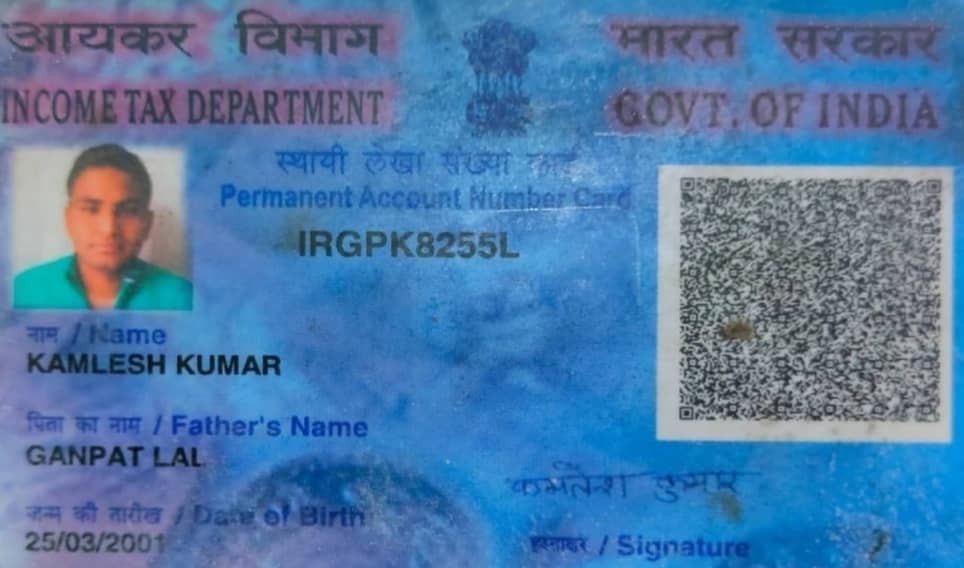 आयकर विभाग
INCOME TAX DEPARTMENT
भारत सरकार
GOVT. OF INDIA
स्थायी लेखा संख्या कार्ड
Permanent Account Number Card
IRGPK8255L
नाम / Name
KAMLESH KUMAR
पिता का नाम / Father's Name
GANPAT LAL
जन्म की तारीख / Date of Birth
25/03/2001
कमलेश कुमार
हस्ताक्षर / Signature